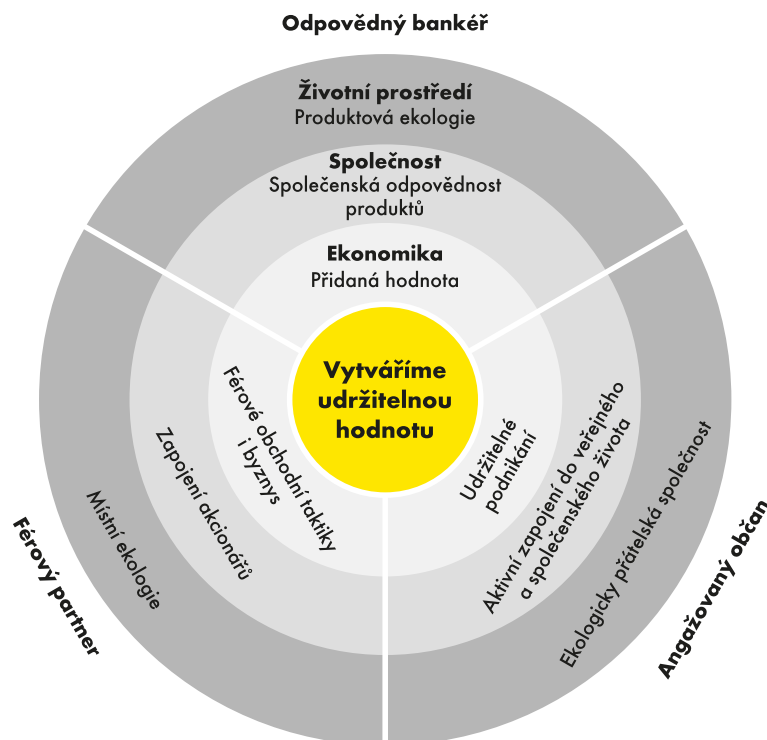 Odpovědný bankéř
Životní prostředí
Produktová ekologie
Společnost
Společenská odpovědnost
produktů
Ekonomika
Přidaná hodnota
Vytváříme
udržitelnou
hodnotu
Férové obchodní taktiky
i byznys
Zapojení akcionářů
Místní ekologie
Férový partner
Udržitelné
podnikání
Aktivní zapojení do veřejného
a společenského života
Ekologicky přátelská společnost
Angažovaný občan